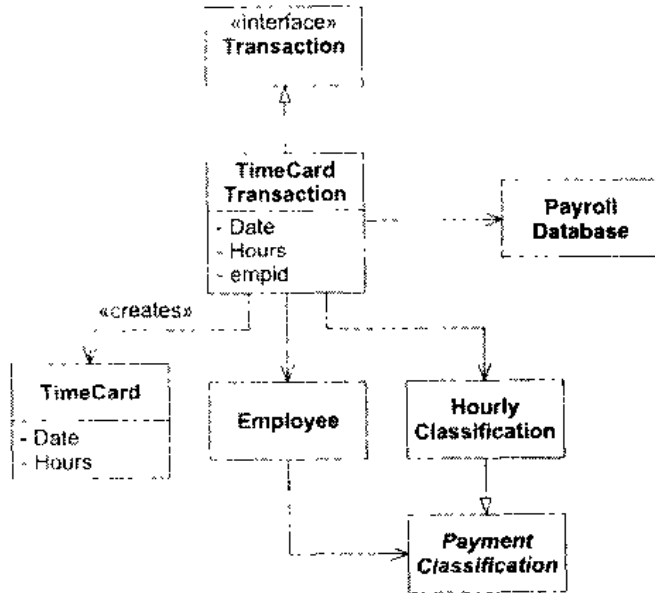 «interface»
Transaction
TimeCard
Transaction
- Date
- Hours
- empid
Payroll
Database
«creates»
TimeCard
- Date
- Hours
Employee
Hourly
Classification
Payment
Classification